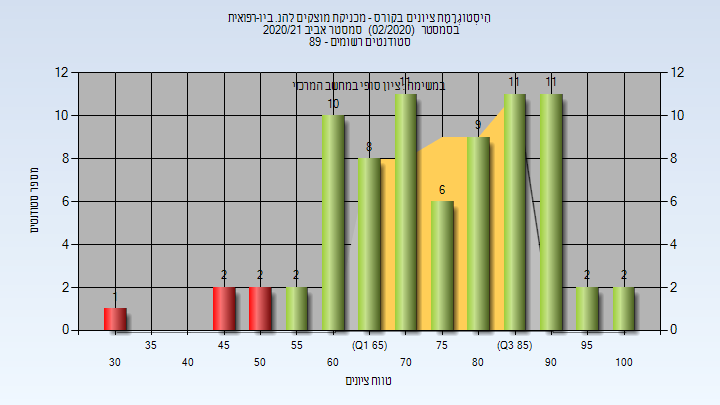 הִיסְטוֹגְרַמַת ציונים בקורס - מכניקת מוצקים להנ. ביו-רפואית
בסמסטר (02/2020) סמסטר אביב 2020/21
סטודנטים רשומים - 89
במשימה: ציון סופי במחשב המרכזי
מספר סטודנטים
12 12
10 10
8 8
6 6
4 4
2 2
0 0
1 2 2 2 10 8 11 6 9 11 11 2 2
35 45 55 (Q1 65) 75 (Q3 85) 95
30 40 50 60 70 80 90 100
טווח ציונים